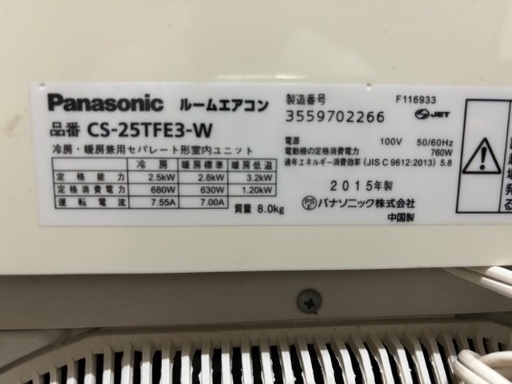 Panasonic ルームエアコン
品番 CS-25TFE3-W
冷房・暖房兼用セパレート形室内ユニット
冷房 暖房標準 暖房低温
定格能力 2.5kW 2.8kW 3.2kW
定格消費電力 680W 630W 1.20kW
運転電流 7.55A 7.00A
質量 8.0kg
製造番号 F116933
3559702266 JET
電源 100V 50/60Hz
電動機の定格消費電力 760W
通年エネルギー消費効率 (JIS C 9612:2013) 5.8
2015年製
PSE パナソニック株式会社
中国製